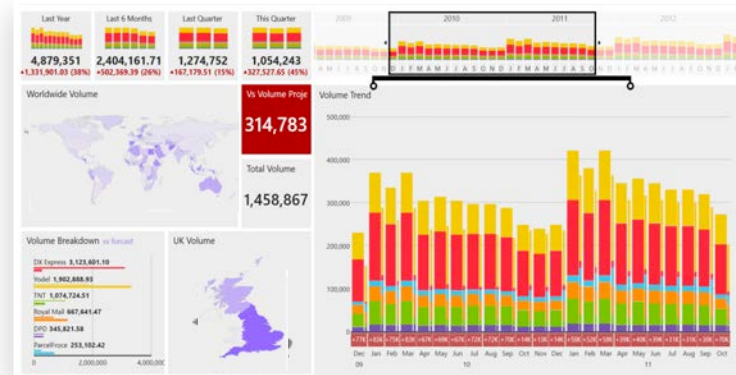 Last Year
Last 6 Months
Last Quarter
This Quarter
4,879,351
2,404,161.71
1,274,752
1,054,243
+1,331,901.03 (38%)
+502,369.39 (26%)
+167,179.51 (15%)
+327,527.65 (45%)
2009
2010
2011
2012
Worldwide Volume
Vs Volume Proje
314,783
Total Volume
1,458,867
Volume Trend
500,000
400,000
300,000
200,000
100,000
0
Volume Breakdown vs forcast
DX Express 3,123,601.10
Yodel 1,902,888.93
TNT 1,074,724.51
Royal Mail 667,641.47
DPD 345,821.58
ParcelFroce 253,102.42
0
2,000,000
4,000,000
UK Volume
Dec Jan Feb Mar Apr May Jun Jul Aug Sep Oct Nov Dec Jan Feb Mar Apr May Jun Jul Aug Sep Oct
09
10
11